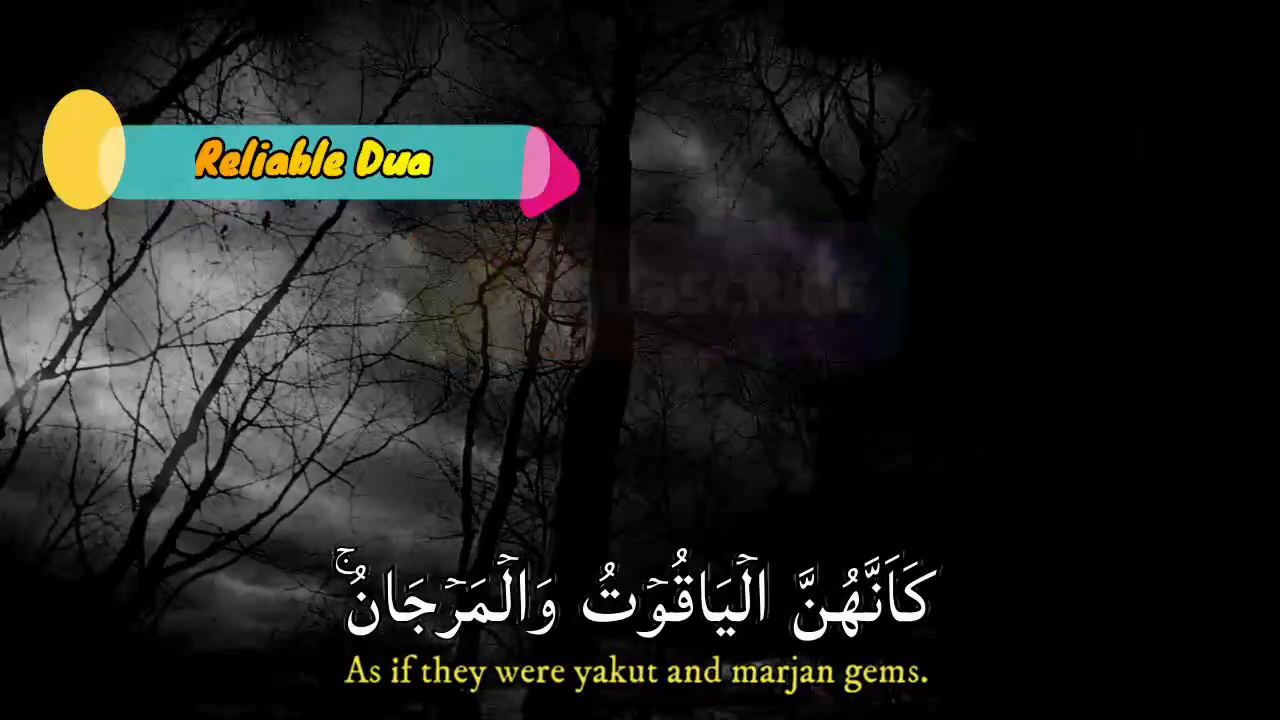 Reliable Dua
كَاَنَّهُنَّ الۡيَاقُوۡتُ وَالۡمَرۡجَانُ​ۚ
As if they were yakut and marjan gems.